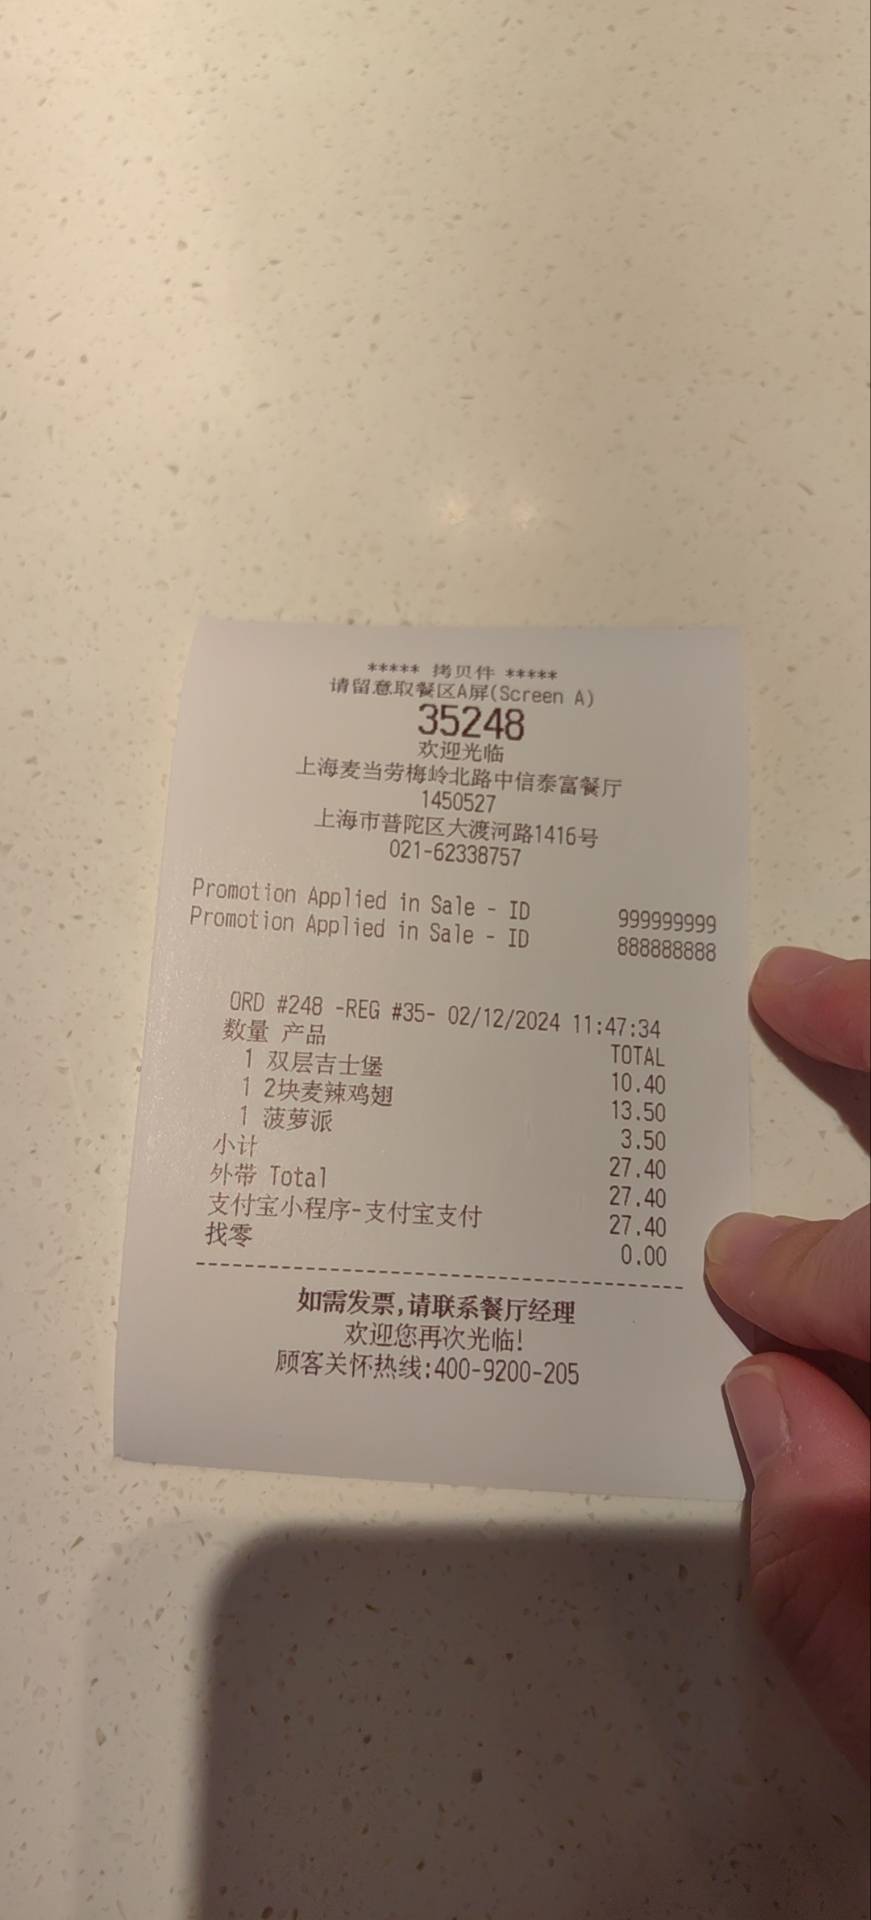 ***** 拷贝件 *****
请留意取餐区A屏(Screen A)
35248
欢迎光临
上海麦当劳梅岭北路中信泰富餐厅
1450527
上海市普陀区大渡河路1416号
021-62338757
Promotion Applied in Sale - ID 999999999
Promotion Applied in Sale - ID 888888888
ORD #248 -REG #35- 02/12/2024 11:47:34
数量 产品 TOTAL
1 双层吉士堡 10.40
1 2块麦辣鸡翅 13.50
1 菠萝派 3.50
小计 27.40
外带 Total 27.40
支付宝小程序-支付宝支付 27.40
找零 0.00
--------------------------------------
如需发票,请联系餐厅经理
欢迎您再次光临!
顾客关怀热线:400-9200-205